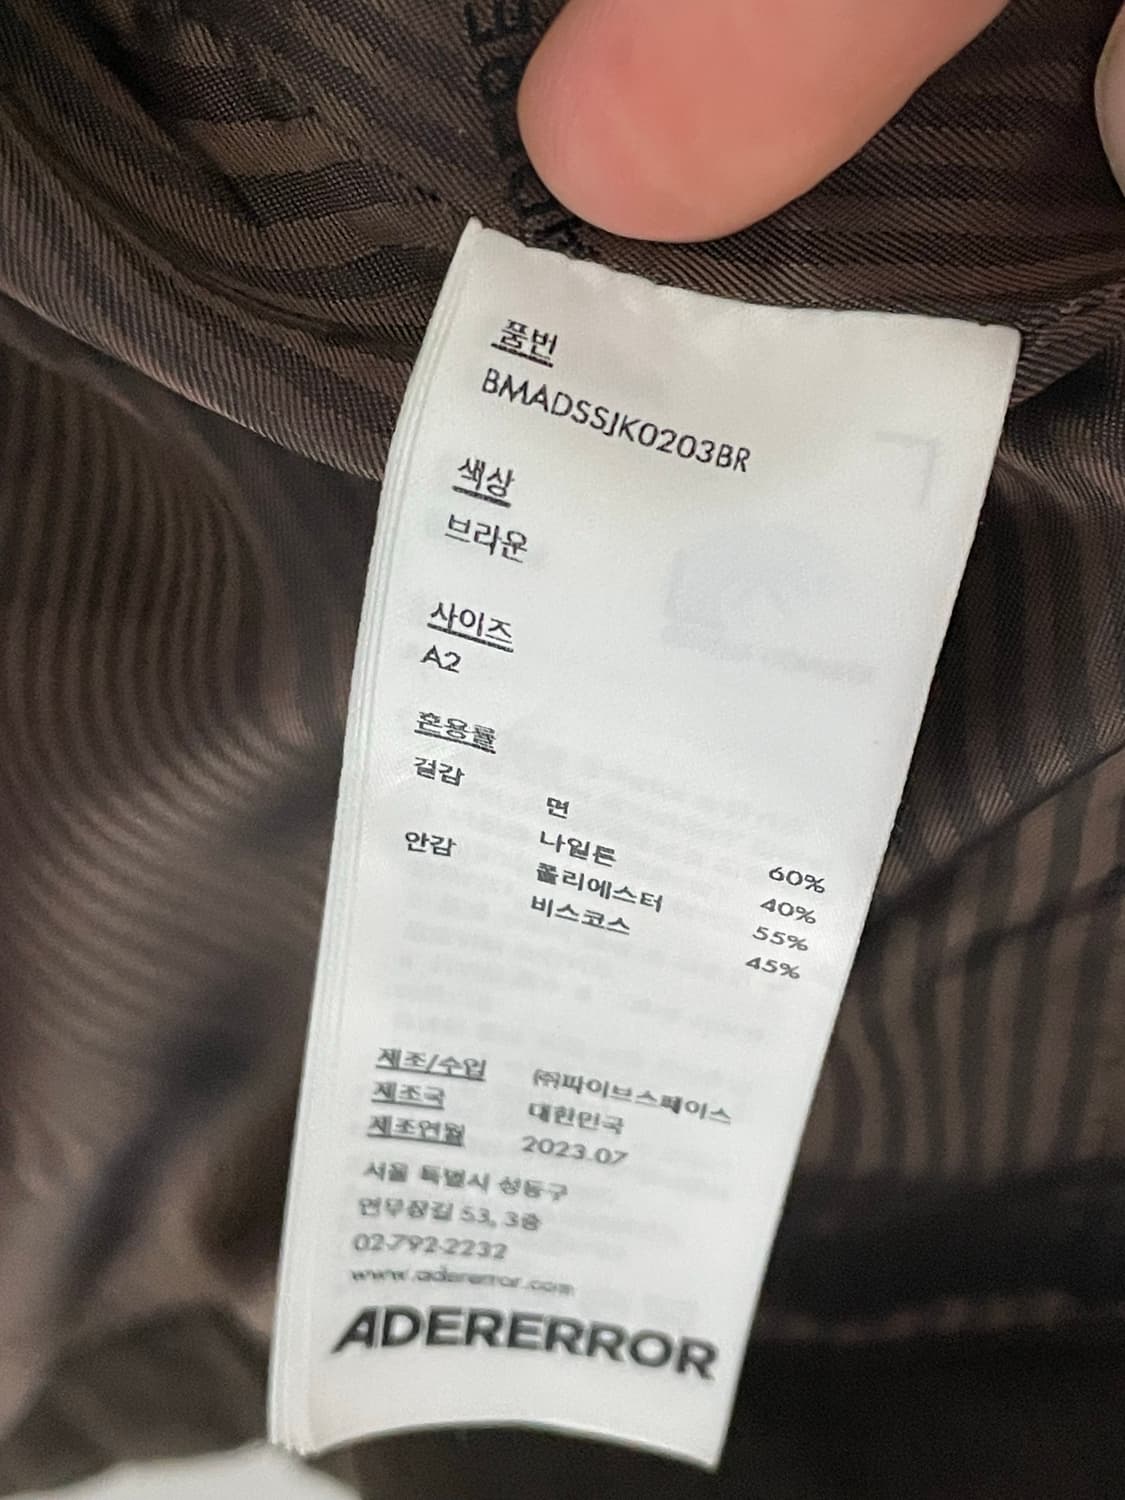 품번
BMADSSJK0203BR
색상
브라운
사이즈
A2
혼용률
겉감 면 60%
나일론 40%
안감 폴리에스터 55%
비스코스 45%
제조/수입 ㈜파이브스페이스
제조국 대한민국
제조연월 2023.07
서울 특별시 성동구
연무장길 53, 3층
02-792-2232
www.adererror.com
ADERERROR